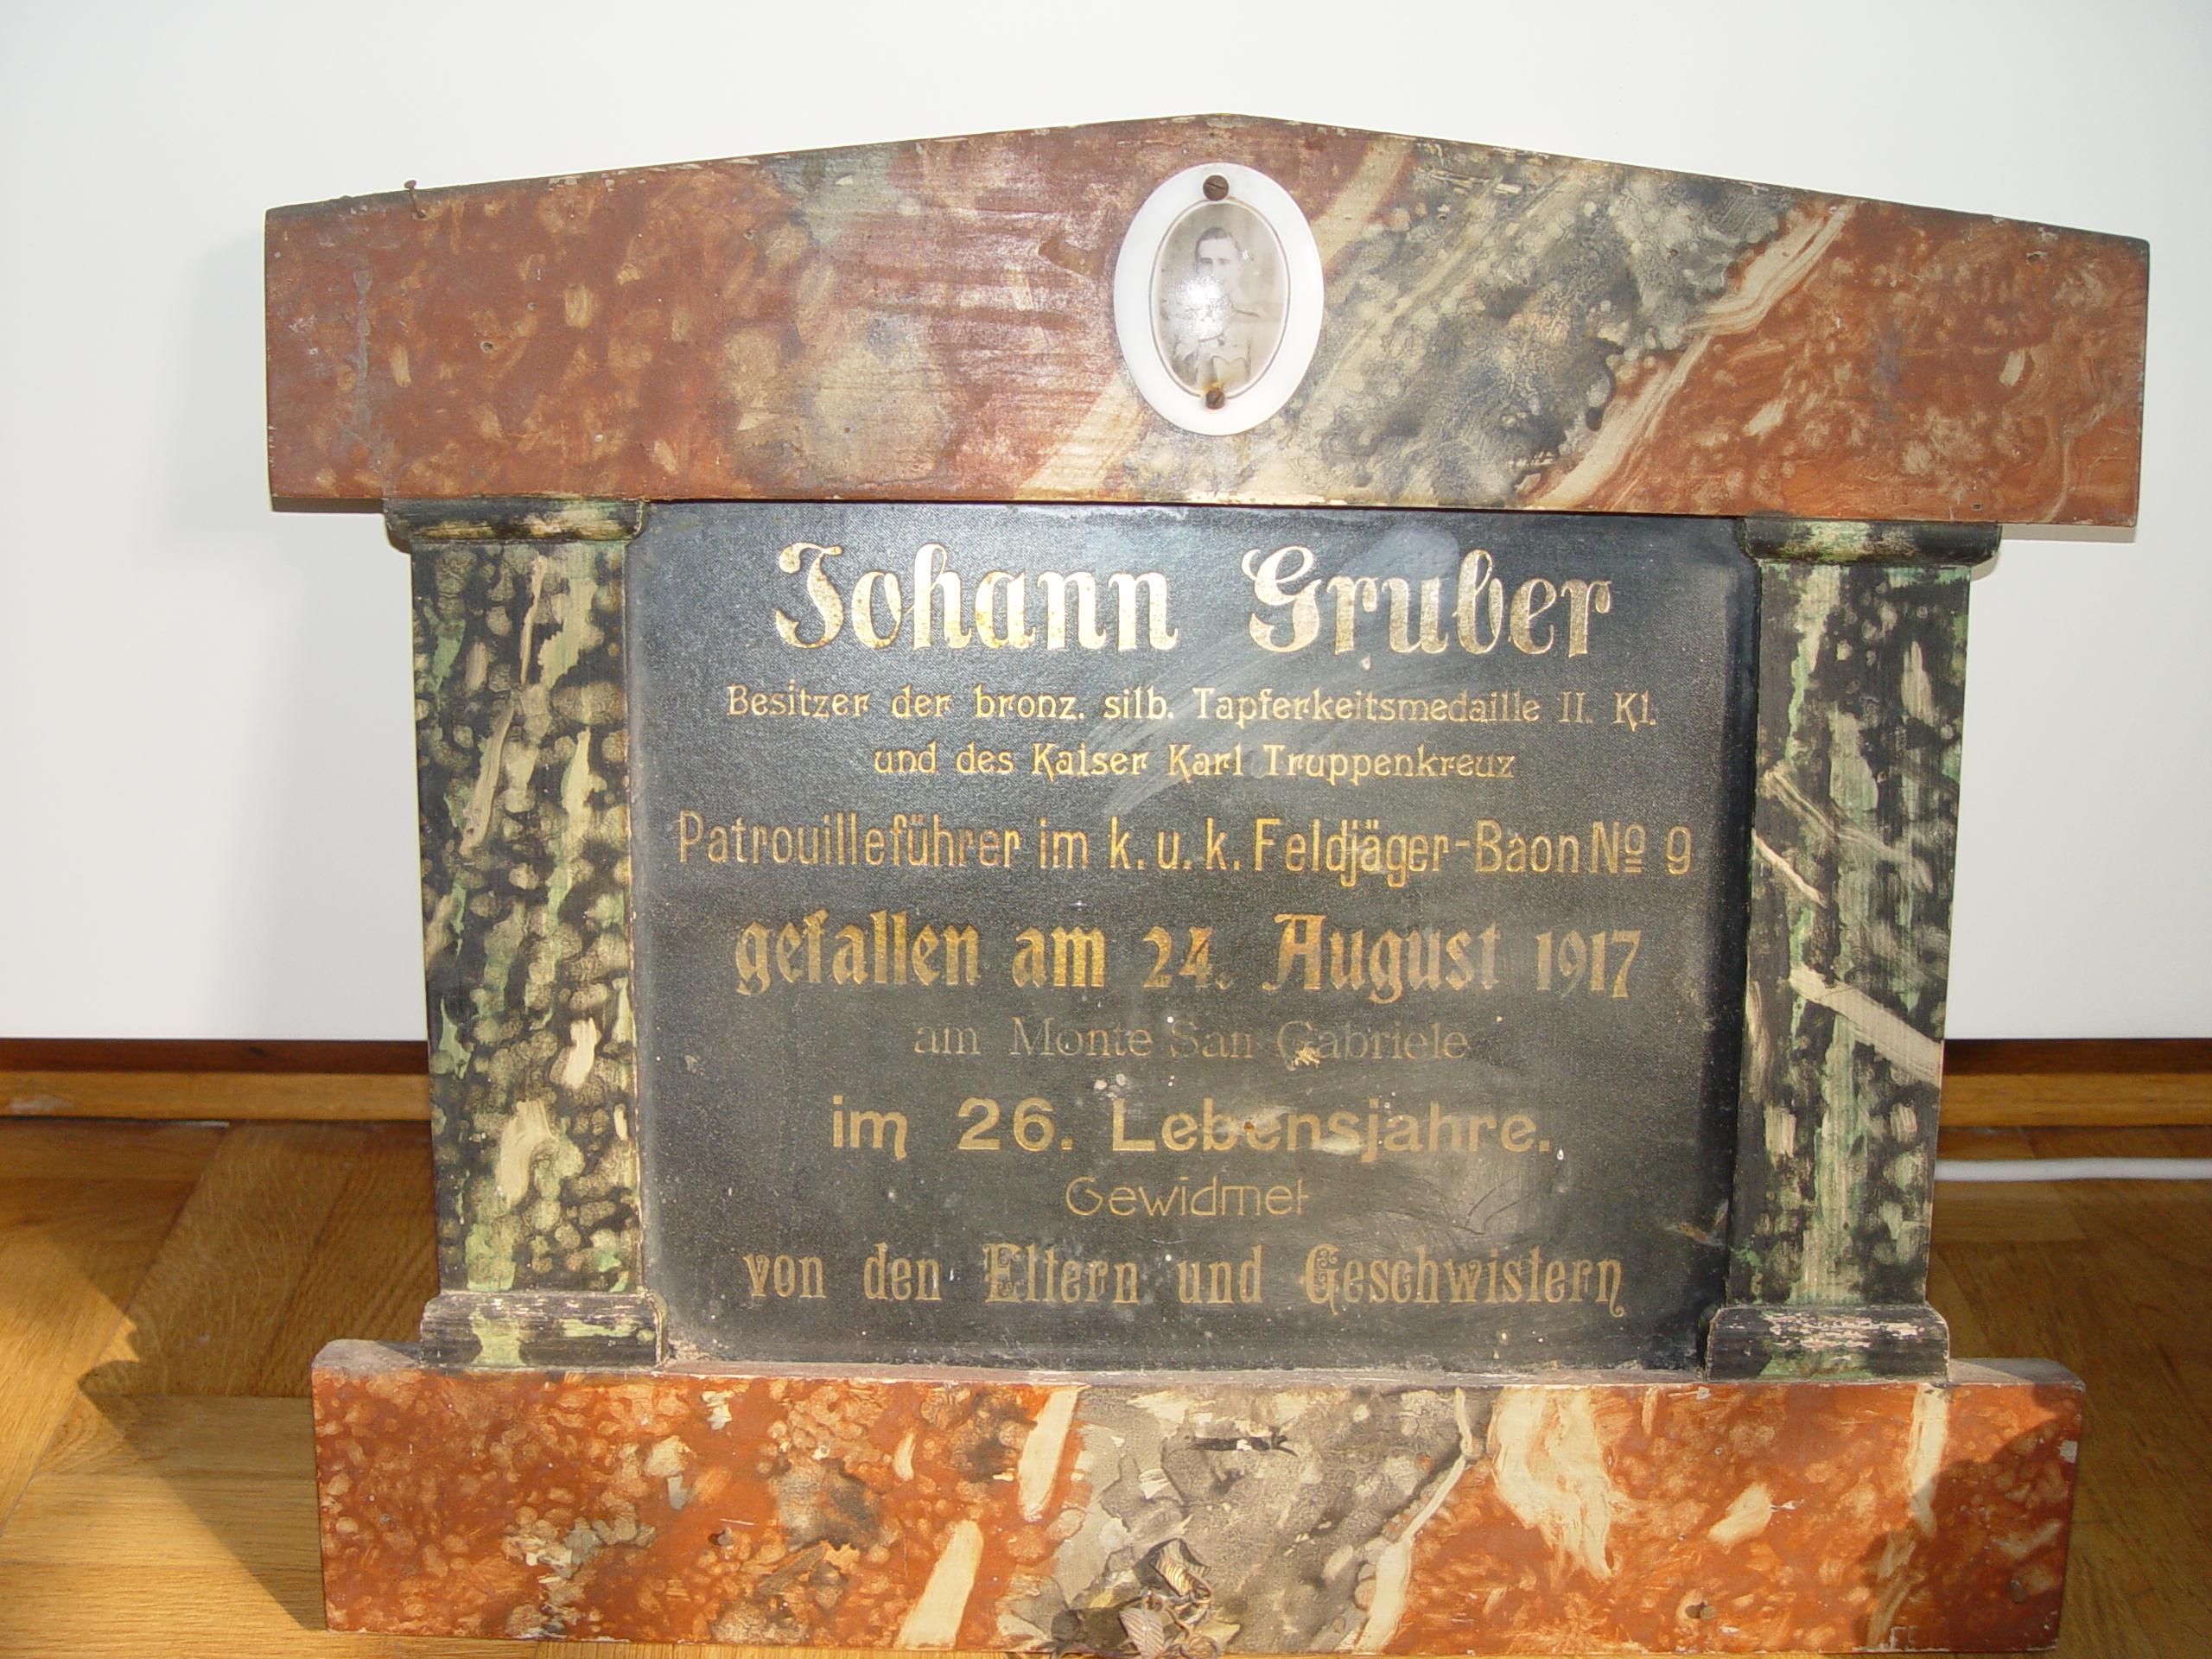 Johann Gruber
Besitzer der bronz. silb. Tapferkeitsmedaille II. Kl.
und des Kaiser Karl Truppenkreuz
Patrouilleführer im k. u. k. Feldjäger-Baon No 9
gefallen am 24. August 1917
am Monte San Gabriele
im 26. Lebensjahre.
Gewidmet
von den Eltern und Geschwistern